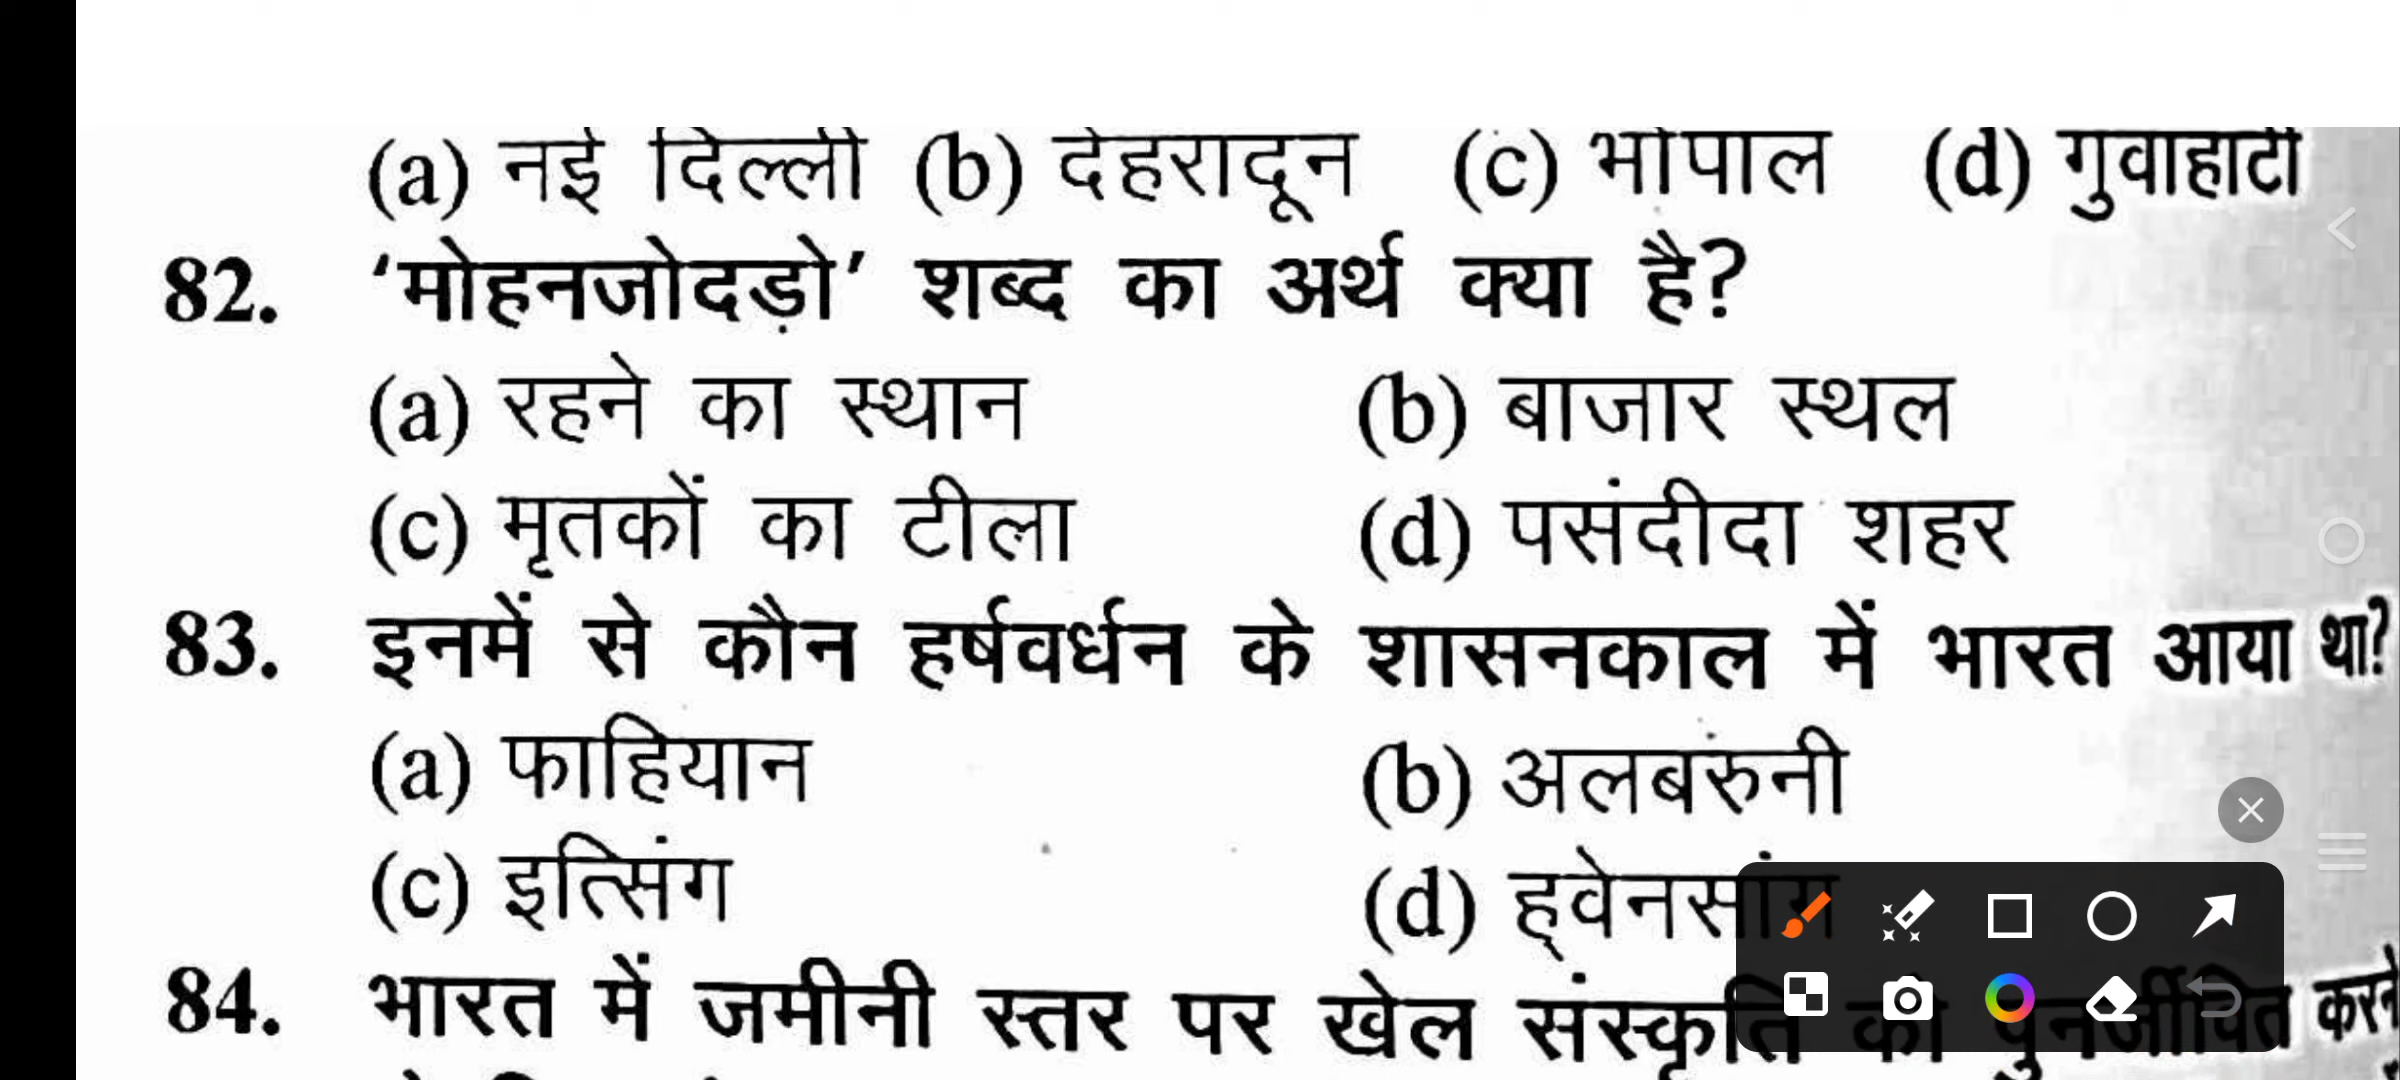 (a) नई दिल्ली (b) देहरादून (c) भोपाल (d) गुवाहाटी
82. ‘मोहनजोदड़ो’ शब्द का अर्थ क्या है?
(a) रहने का स्थान (b) बाजार स्थल
(c) मृतकों का टीला (d) पसंदीदा शहर
83. इनमें से कौन हर्षवर्धन के शासनकाल में भारत आया था?
(a) फाहियान (b) अलबरुनी
(c) इत्सिंग (d) ह्वेनसांग
84. भारत में जमीनी स्तर पर खेल संस्कृति को पुनर्जीवित करने